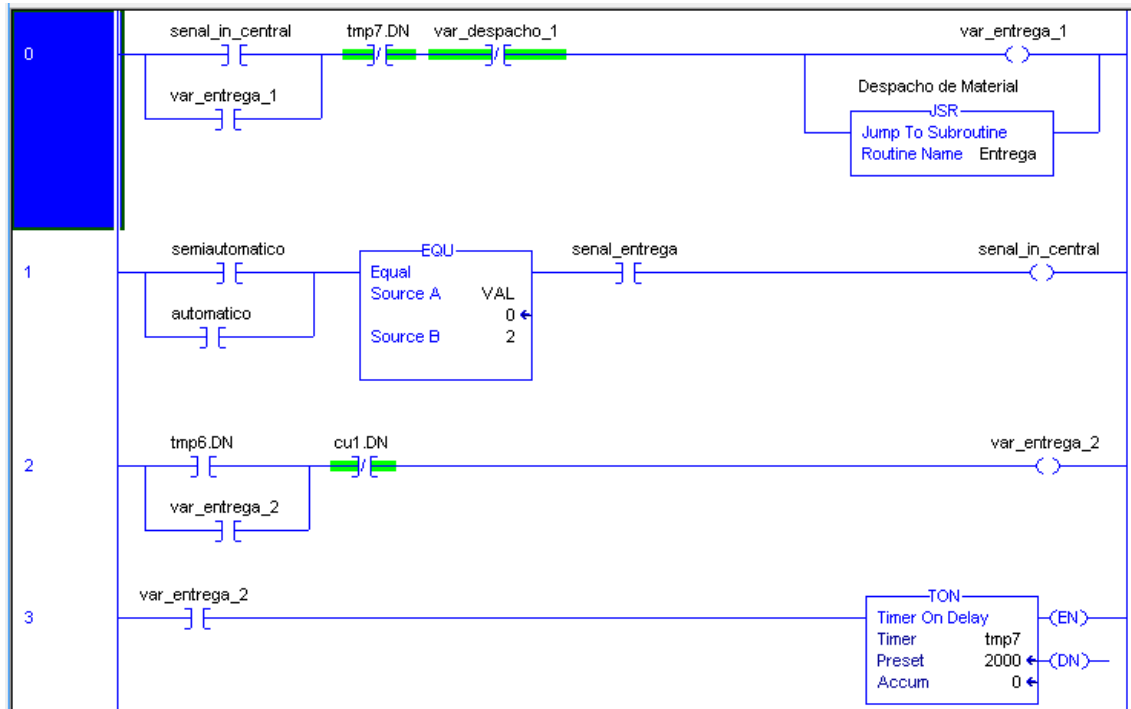 senal_in_central tmp7.DN var_despacho_1 var_entrega_1
0
var_entrega_1
Despacho de Material
JSR
Jump To Subroutine
Routine Name Entrega
semiautomatico EQU senal_entrega senal_in_central
1
Equal
Source A VAL
0
automatico
Source B 2
tmp6.DN cu1.DN var_entrega_2
2
var_entrega_2
var_entrega_2
TON
3
Timer On Delay (EN)
Timer tmp7
Preset 2000 (DN)
Accum 0